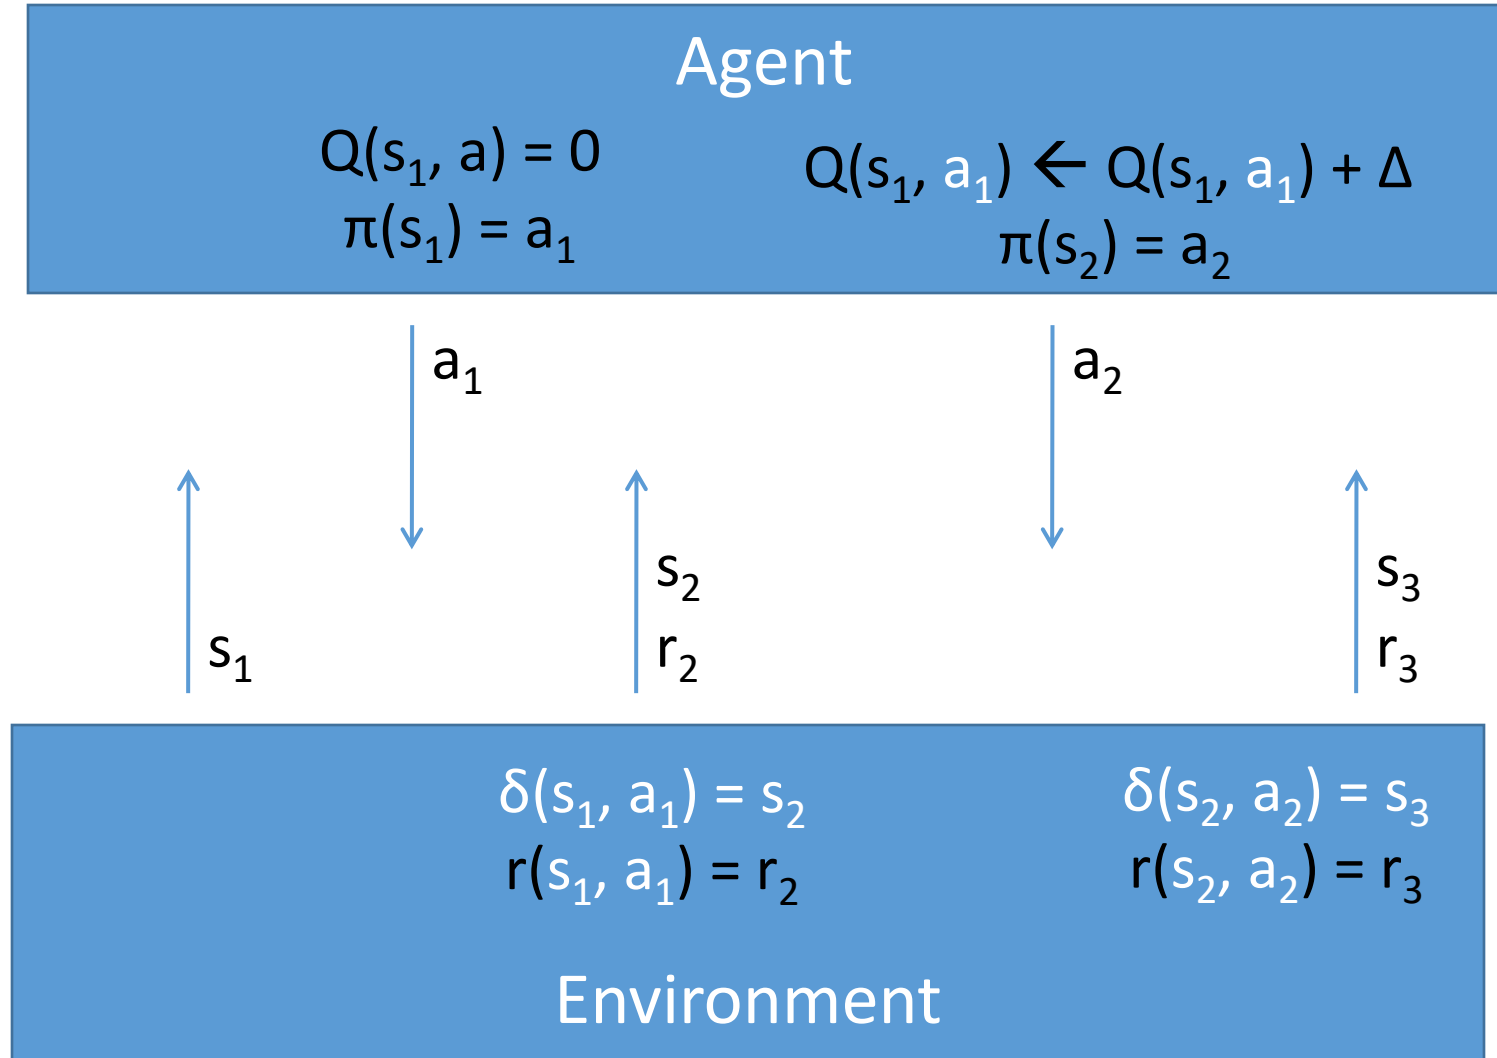 Agent
Q(s₁, a) = 0
π(s₁) = a₁
Q(s₁, a₁) ← Q(s₁, a₁) + Δ
π(s₂) = a₂
a₁
a₂
s₁
s₂
r₂
s₃
r₃
δ(s₁, a₁) = s₂
r(s₁, a₁) = r₂
δ(s₂, a₂) = s₃
r(s₂, a₂) = r₃
Environment